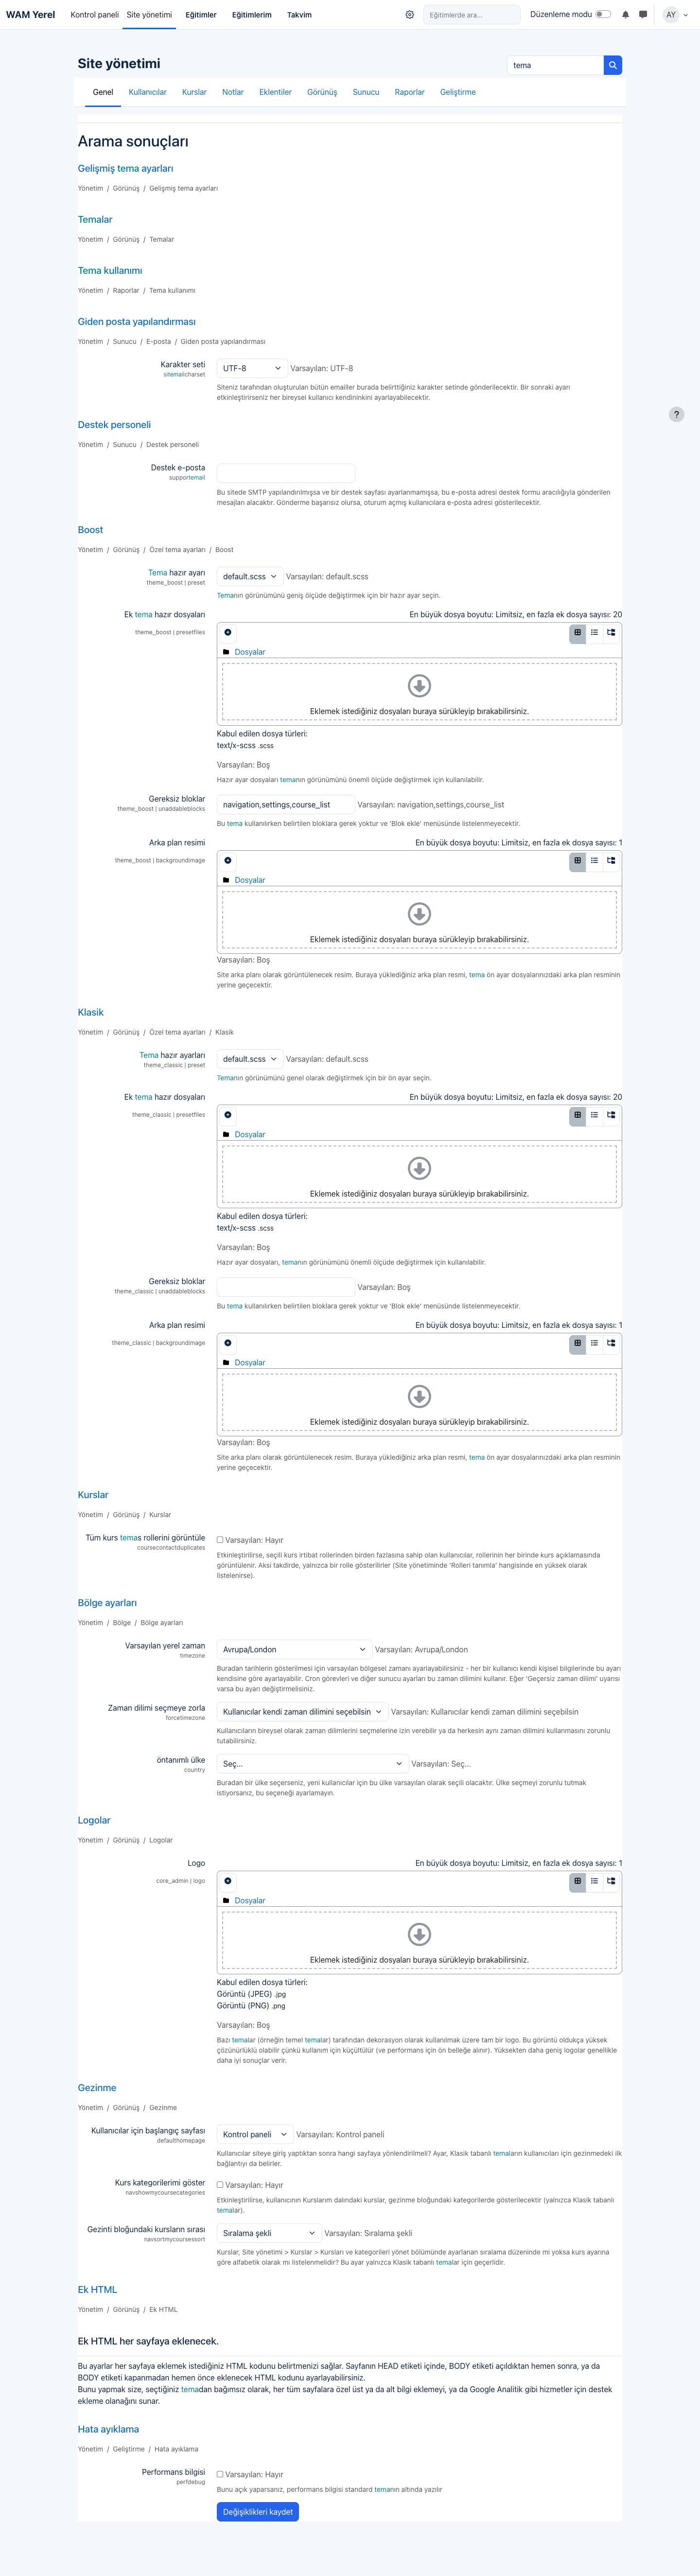 WAM Yerel
Kontrol paneli
Site yönetimi
Eğitimler
Eğitimlerim
Takvim
Eğitimlerde ara...
Düzenleme modu
AY
Site yönetimi
tema
Genel
Kullanıcılar
Kurslar
Notlar
Eklentiler
Görünüş
Sunucu
Raporlar
Geliştirme
Arama sonuçları
Gelişmiş tema ayarları
Yönetim / Görünüş / Gelişmiş tema ayarları
Temalar
Yönetim / Görünüş / Temalar
Tema kullanımı
Yönetim / Raporlar / Tema kullanımı
Giden posta yapılandırması
Yönetim / Sunucu / E-posta / Giden posta yapılandırması
Karakter seti
sitemailcharset
UTF-8
Varsayılan: UTF-8
Siteniz tarafından oluşturulan bütün emailler burada belirttiğiniz karakter setinde gönderilecektir. Bir sonraki ayarı
etkinleştirirseniz her bireysel kullanıcı kendininkini ayarlayabilecektir.
Destek personeli
Yönetim / Sunucu / Destek personeli
Destek e-posta
supportemail
Bu sitede SMTP yapılandırılmışsa ve bir destek sayfası ayarlanmamışsa, bu e-posta adresi destek formu aracılığıyla gönderilen
mesajları alacaktır. Gönderme başarısız olursa, oturum açmış kullanıcılara e-posta adresi gösterilecektir.
?
Boost
Yönetim / Görünüş / Özel tema ayarları / Boost
Tema hazır ayarı
theme_boost | preset
default.scss
Varsayılan: default.scss
Temanın görünümünü geniş ölçüde değiştirmek için bir hazır ayar seçin.
Ek tema hazır dosyaları
theme_boost | presetfiles
En büyük dosya boyutu: Limitsiz, en fazla ek dosya sayısı: 20
Dosyalar
Eklemek istediğiniz dosyaları buraya sürükleyip bırakabilirsiniz.
Kabul edilen dosya türleri:
text/x-scss .scss
Varsayılan: Boş
Hazır ayar dosyaları temanın görünümünü önemli ölçüde değiştirmek için kullanılabilir.
Gereksiz bloklar
theme_boost | unaddableblocks
navigation,settings,course_list
Varsayılan: navigation,settings,course_list
Bu tema kullanılırken belirtilen bloklara gerek yoktur ve 'Blok ekle' menüsünde listelenmeyecektir.
Arka plan resimi
theme_boost | backgroundimage
En büyük dosya boyutu: Limitsiz, en fazla ek dosya sayısı: 1
Dosyalar
Eklemek istediğiniz dosyaları buraya sürükleyip bırakabilirsiniz.
Varsayılan: Boş
Site arka planı olarak görüntülenecek resim. Buraya yüklediğiniz arka plan resmi, tema ön ayar dosyalarınızdaki arka plan resminin
yerine geçecektir.
Klasik
Yönetim / Görünüş / Özel tema ayarları / Klasik
Tema hazır ayarları
theme_classic | preset
default.scss
Varsayılan: default.scss
Temanın görünümünü genel olarak değiştirmek için bir ön ayar seçin.
Ek tema hazır dosyaları
theme_classic | presetfiles
En büyük dosya boyutu: Limitsiz, en fazla ek dosya sayısı: 20
Dosyalar
Eklemek istediğiniz dosyaları buraya sürükleyip bırakabilirsiniz.
Kabul edilen dosya türleri:
text/x-scss .scss
Varsayılan: Boş
Hazır ayar dosyaları, temanın görünümünü önemli ölçüde değiştirmek için kullanılabilir.
Gereksiz bloklar
theme_classic | unaddableblocks
Varsayılan: Boş
Bu tema kullanılırken belirtilen bloklara gerek yoktur ve 'Blok ekle' menüsünde listelenmeyecektir.
Arka plan resimi
theme_classic | backgroundimage
En büyük dosya boyutu: Limitsiz, en fazla ek dosya sayısı: 1
Dosyalar
Eklemek istediğiniz dosyaları buraya sürükleyip bırakabilirsiniz.
Varsayılan: Boş
Site arka planı olarak görüntülenecek resim. Buraya yüklediğiniz arka plan resmi, tema ön ayar dosyalarınızdaki arka plan resminin
yerine geçecektir.
Kurslar
Yönetim / Görünüş / Kurslar
Tüm kurs temas rollerini görüntüle
coursecontactduplicates
Varsayılan: Hayır
Etkinleştirilirse, seçili kurs irtibat rollerinden birden fazlasına sahip olan kullanıcılar, rollerinin her birinde kurs açıklamasında
görüntülenir. Aksi takdirde, yalnızca bir rolle gösterilirler (Site yönetiminde 'Rolleri tanımla' hangisinde en yüksek olarak
listelenirse).
Bölge ayarları
Yönetim / Bölge / Bölge ayarları
Varsayılan yerel zaman
timezone
Avrupa/London
Varsayılan: Avrupa/London
Buradan tarihlerin gösterilmesi için varsayılan bölgesel zamanı ayarlayabilirsiniz - her bir kullanıcı kendi kişisel bilgilerinde bu ayarı
kendisine göre ayarlayabilir. Cron görevleri ve diğer sunucu ayarları bu zaman dilimini kullanır. Eğer 'Geçersiz zaman dilimi' uyarısı
varsa bu ayarı değiştirmelisiniz.
Zaman dilimi seçmeye zorla
forcetimezone
Kullanıcılar kendi zaman dilimini seçebilsin
Varsayılan: Kullanıcılar kendi zaman dilimini seçebilsin
Kullanıcıların bireysel olarak zaman dilimlerini seçmelerine izin verebilir ya da herkesin aynı zaman dilimini kullanmasını zorunlu
tutabilirsiniz.
öntanımlı ülke
country
Seç...
Varsayılan: Seç...
Buradan bir ülke seçerseniz, yeni kullanıcılar için bu ülke varsayılan olarak seçili olacaktır. Ülke seçmeyi zorunlu tutmak
istiyorsanız, bu seçeneği ayarlamayın.
Logolar
Yönetim / Görünüş / Logolar
Logo
core_admin | logo
En büyük dosya boyutu: Limitsiz, en fazla ek dosya sayısı: 1
Dosyalar
Eklemek istediğiniz dosyaları buraya sürükleyip bırakabilirsiniz.
Kabul edilen dosya türleri:
Görüntü (JPEG) .jpg
Görüntü (PNG) .png
Varsayılan: Boş
Bazı temalar (örneğin temel temalar) tarafından dekorasyon olarak kullanılmak üzere tam bir logo. Bu görüntü oldukça yüksek
çözünürlüklü olabilir çünkü kullanım için küçültülür (ve performans için ön belleğe alınır). Yüksekten daha geniş logolar genellikle
daha iyi sonuçlar verir.
Gezinme
Yönetim / Görünüş / Gezinme
Kullanıcılar için başlangıç sayfası
defaulthomepage
Kontrol paneli
Varsayılan: Kontrol paneli
Kullanıcılar siteye giriş yaptıktan sonra hangi sayfaya yönlendirilmeli? Ayar, Klasik tabanlı temaların kullanıcıları için gezinmedeki ilk
bağlantıyı da belirler.
Kurs kategorilerimi göster
navshowmycoursecategories
Varsayılan: Hayır
Etkinleştirilirse, kullanıcının Kurslarım dalındaki kurslar, gezinme bloğundaki kategorilerde gösterilecektir (yalnızca Klasik tabanlı
temalar).
Gezinti bloğundaki kursların sırası
navsortmycoursessort
Sıralama şekli
Varsayılan: Sıralama şekli
Kurslar, Site yönetimi > Kurslar > Kursları ve kategorileri yönet bölümünde ayarlanan sıralama düzeninde mi yoksa kurs ayarına
göre alfabetik olarak mı listelenmelidir? Bu ayar yalnızca Klasik tabanlı temalar için geçerlidir.
Ek HTML
Yönetim / Görünüş / Ek HTML
Ek HTML her sayfaya eklenecek.
Bu ayarlar her sayfaya eklemek istediğiniz HTML kodunu belirtmenizi sağlar. Sayfanın HEAD etiketi içinde, BODY etiketi açıldıktan hemen sonra, ya da
BODY etiketi kapanmadan hemen önce eklenecek HTML kodunu ayarlayabilirsiniz.
Bunu yapmak size, seçtiğiniz temadan bağımsız olarak, her tüm sayfalara özel üst ya da alt bilgi eklemeyi, ya da Google Analitik gibi hizmetler için destek
ekleme olanağını sunar.
Hata ayıklama
Yönetim / Geliştirme / Hata ayıklama
Performans bilgisi
perfdebug
Varsayılan: Hayır
Bunu açık yaparsanız, performans bilgisi standard temanın altında yazılır
Değişiklikleri kaydet